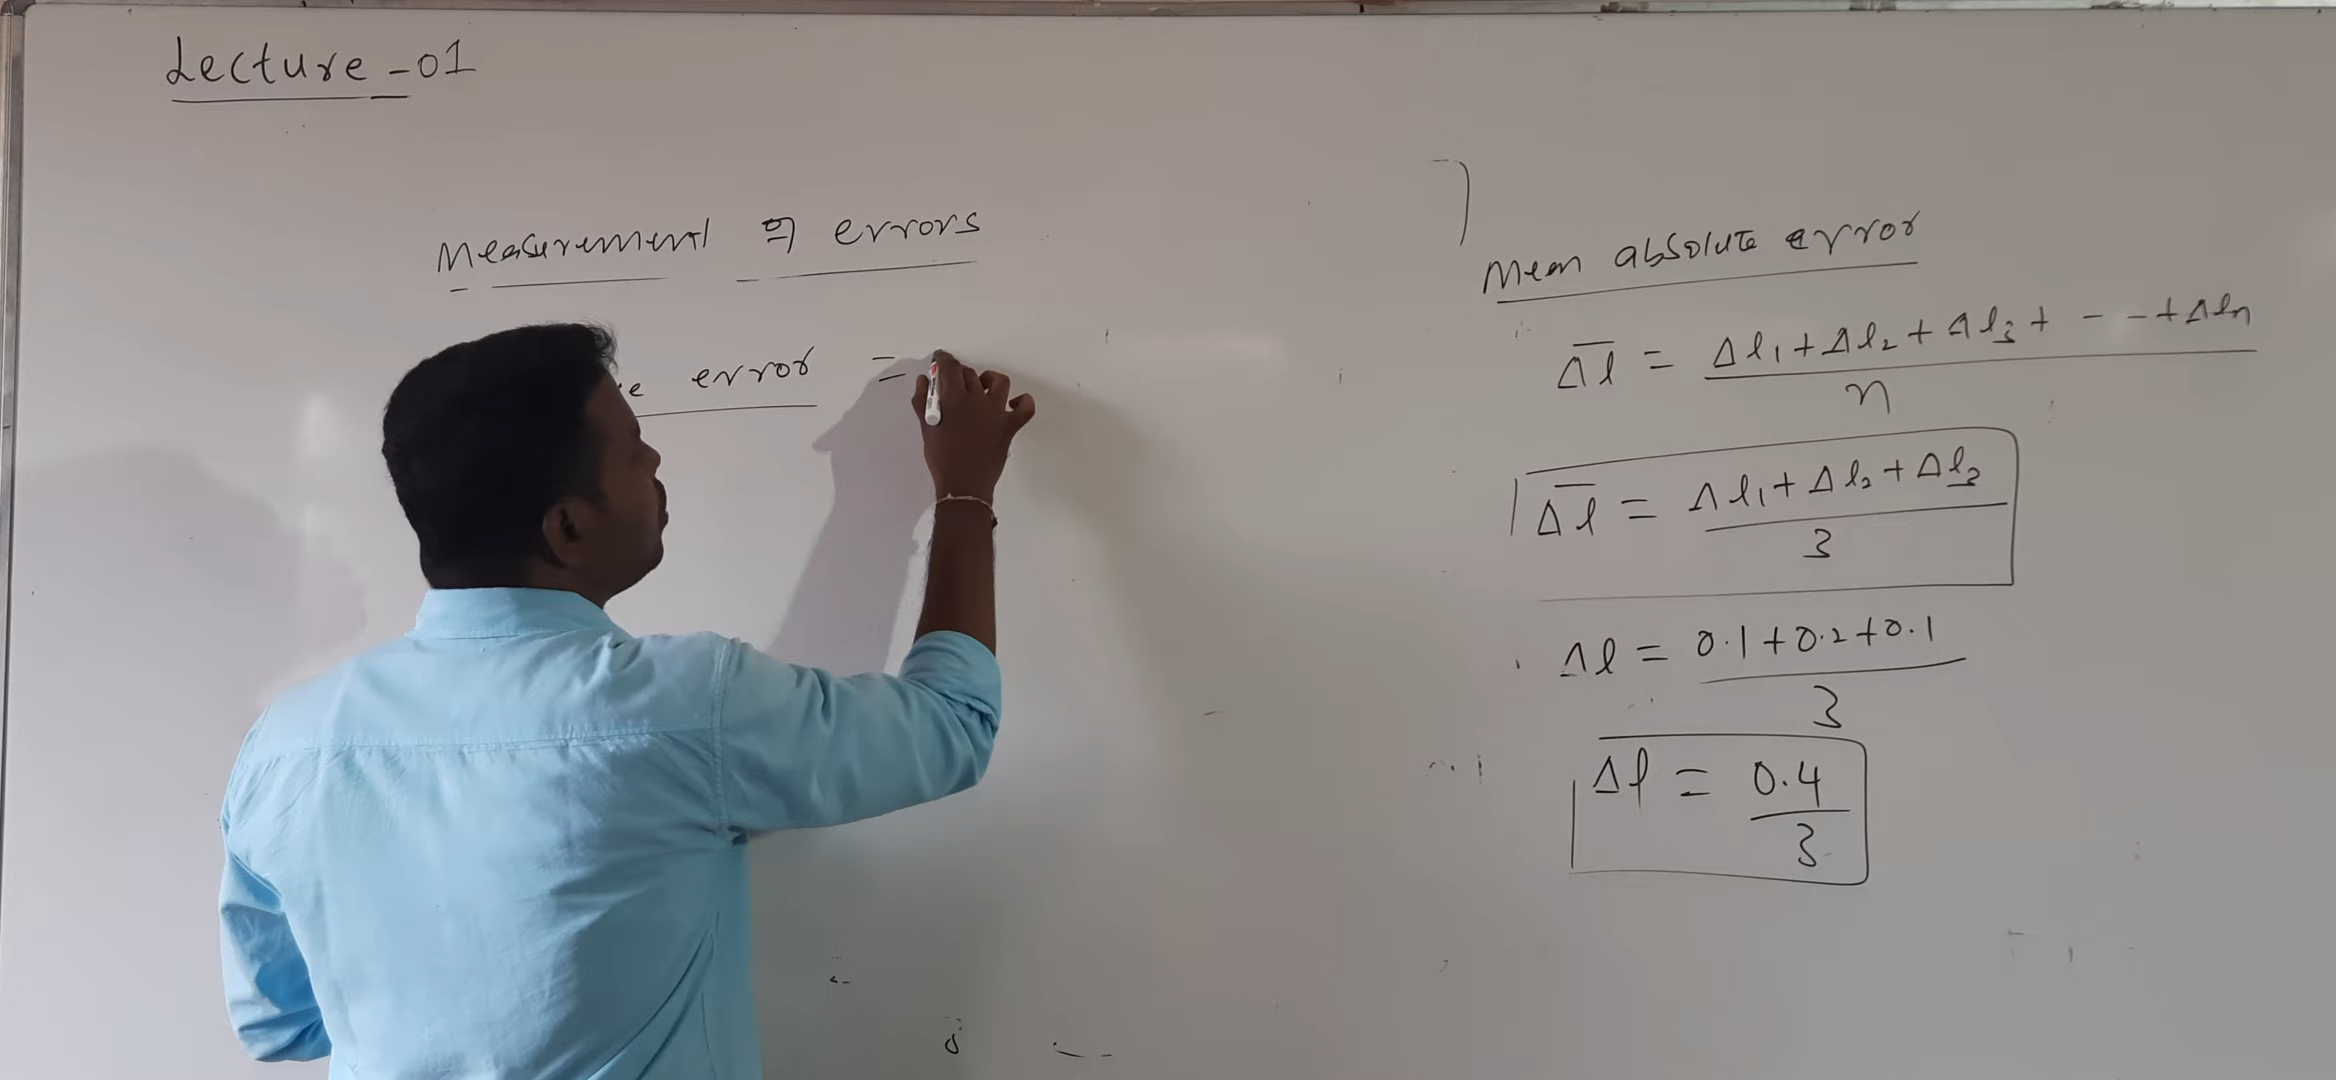 Lecture - 01
Measurement of errors
error =
Mean absolute error
Δl̅ = (Δl₁ + Δl₂ + Δl₃ + - - + Δlₙ) / n
Δl̅ = (Δl₁ + Δl₂ + Δl₃) / 3
Δl = (0.1 + 0.2 + 0.1) / 3
Δl = 0.4 / 3